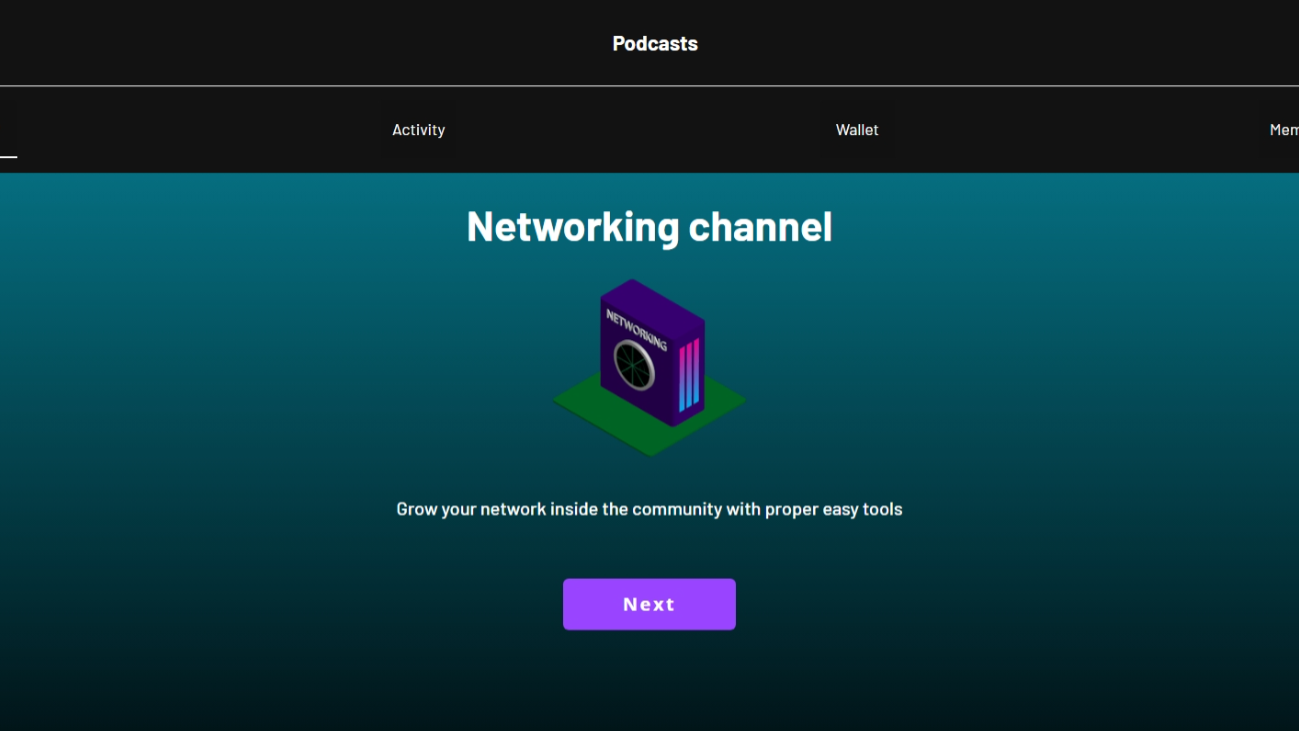 Podcasts
Activity
Wallet
Mem
Networking channel
NETWORKING
Grow your network inside the community with proper easy tools
Next